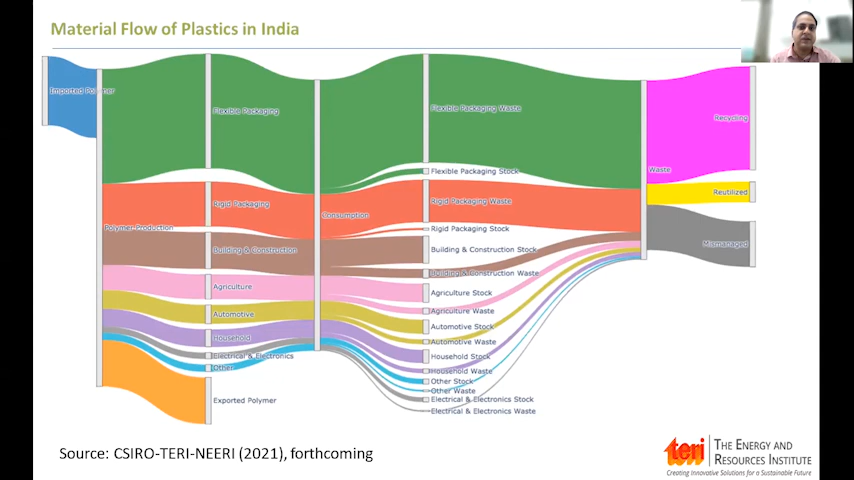 Material Flow of Plastics in India
Imported Polymer
Polymer Production
Flexible Packaging
Rigid Packaging
Building & Construction
Agriculture
Automotive
Household
Electrical & Electronics
Other
Exported Polymer
Consumption
Flexible Packaging Waste
Flexible Packaging Stock
Rigid Packaging Waste
Rigid Packaging Stock
Building & Construction Stock
Building & Construction Waste
Agriculture Stock
Agriculture Waste
Automotive Stock
Automotive Waste
Household Stock
Household Waste
Other Stock
Other Waste
Electrical & Electronics Stock
Electrical & Electronics Waste
Waste
Recycling
Reutilized
Mismanaged
Source: CSIRO-TERI-NEERI (2021), forthcoming
teri
THE ENERGY AND
RESOURCES INSTITUTE
Creating Innovative Solutions for a Sustainable Future